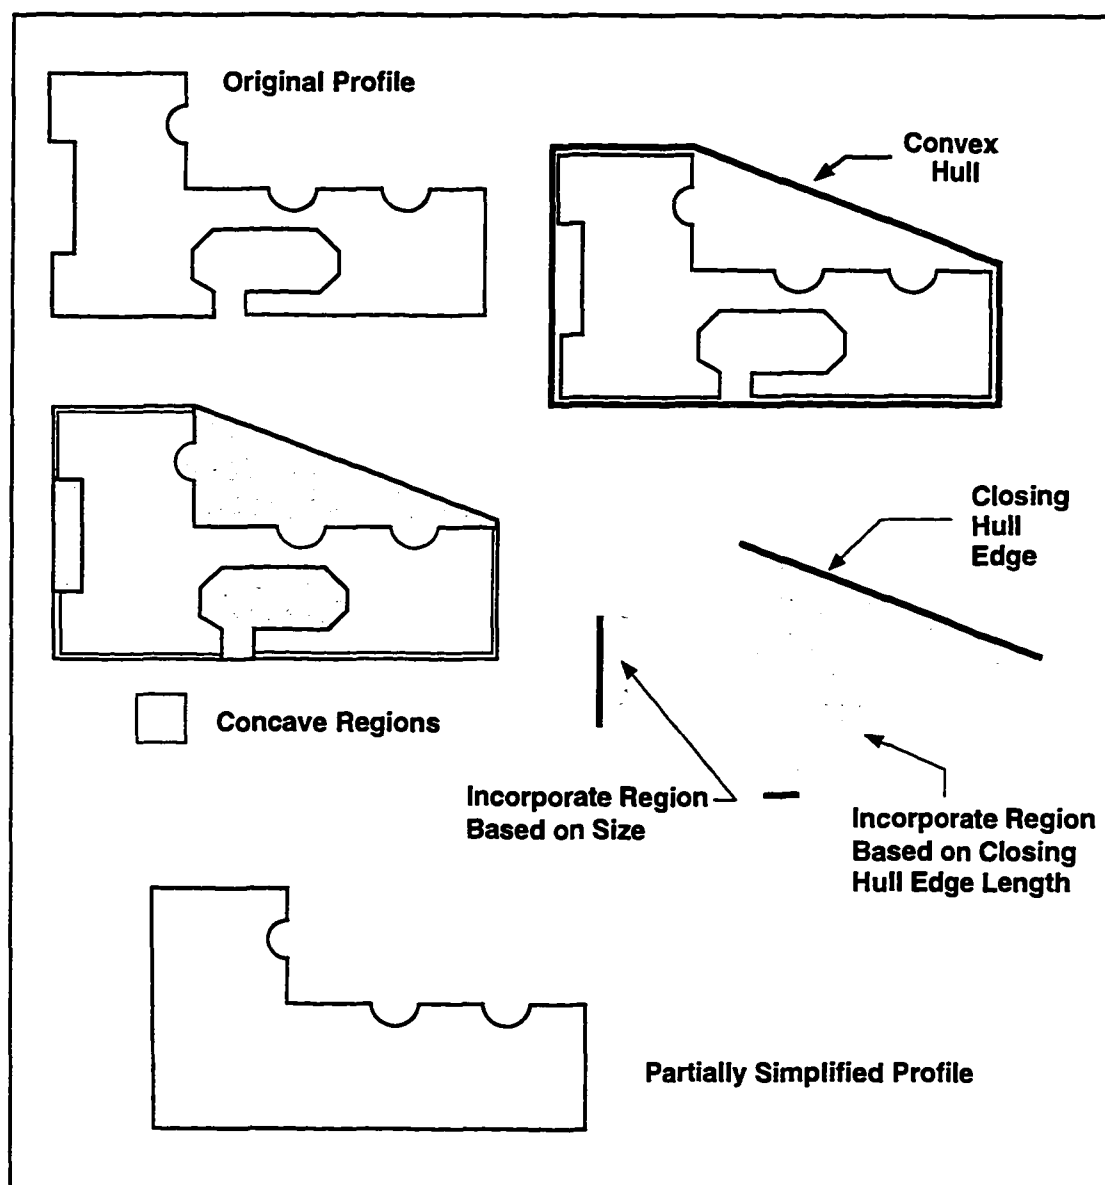 Original Profile
Convex
Hull
Closing
Hull
Edge
Concave Regions
Incorporate Region
Based on Size
Incorporate Region
Based on Closing
Hull Edge Length
Partially Simplified Profile